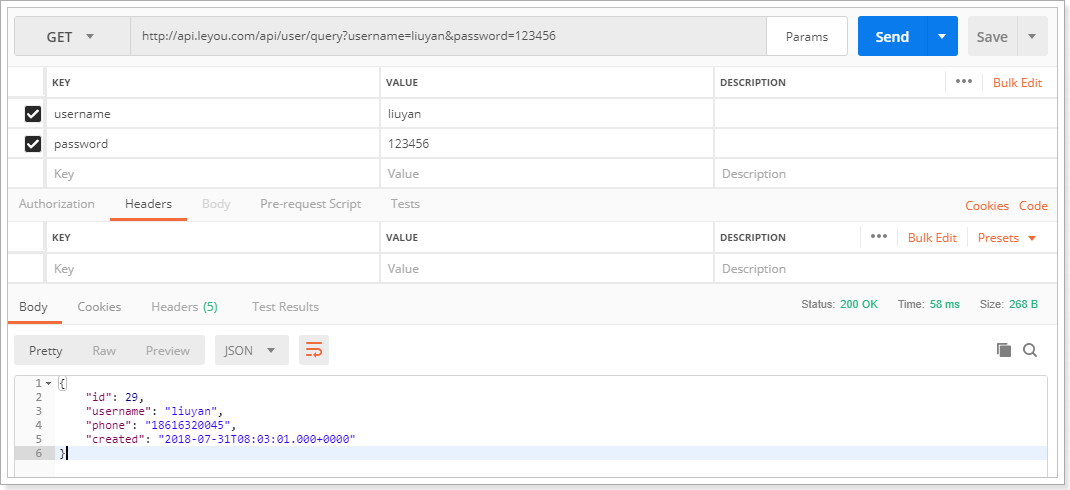 GET http://api.leyou.com/api/user/query?username=liuyan&password=123456 Params Send Save
KEY VALUE DESCRIPTION ••• Bulk Edit
username liuyan
password 123456
Key Value Description
Authorization Headers Body Pre-request Script Tests Cookies Code
KEY VALUE DESCRIPTION ••• Bulk Edit Presets
Key Value Description
Body Cookies Headers (5) Test Results Status: 200 OK Time: 58 ms Size: 268 B
Pretty Raw Preview JSON
1 {
2 "id": 29,
3 "username": "liuyan",
4 "phone": "18616320045",
5 "created": "2018-07-31T08:03:01.000+0000"
6 }